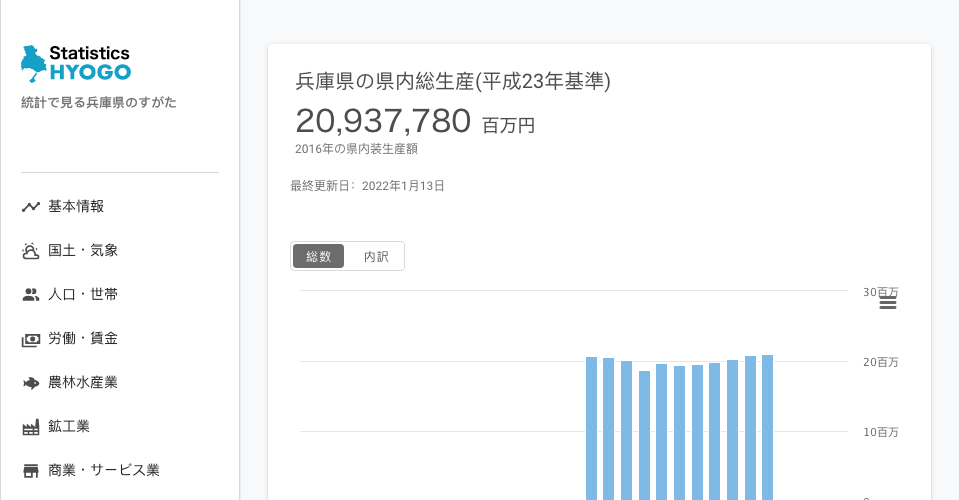 Statistics
HYOGO
統計で見る兵庫県のすがた
基本情報
国土・気象
人口・世帯
労働・賃金
農林水産業
鉱工業
商業・サービス業
兵庫県の県内総生産(平成23年基準)
20,937,780 百万円
2016年の県内装生産額
最終更新日: 2022年1月13日
総数 内訳
30百万
20百万
10百万